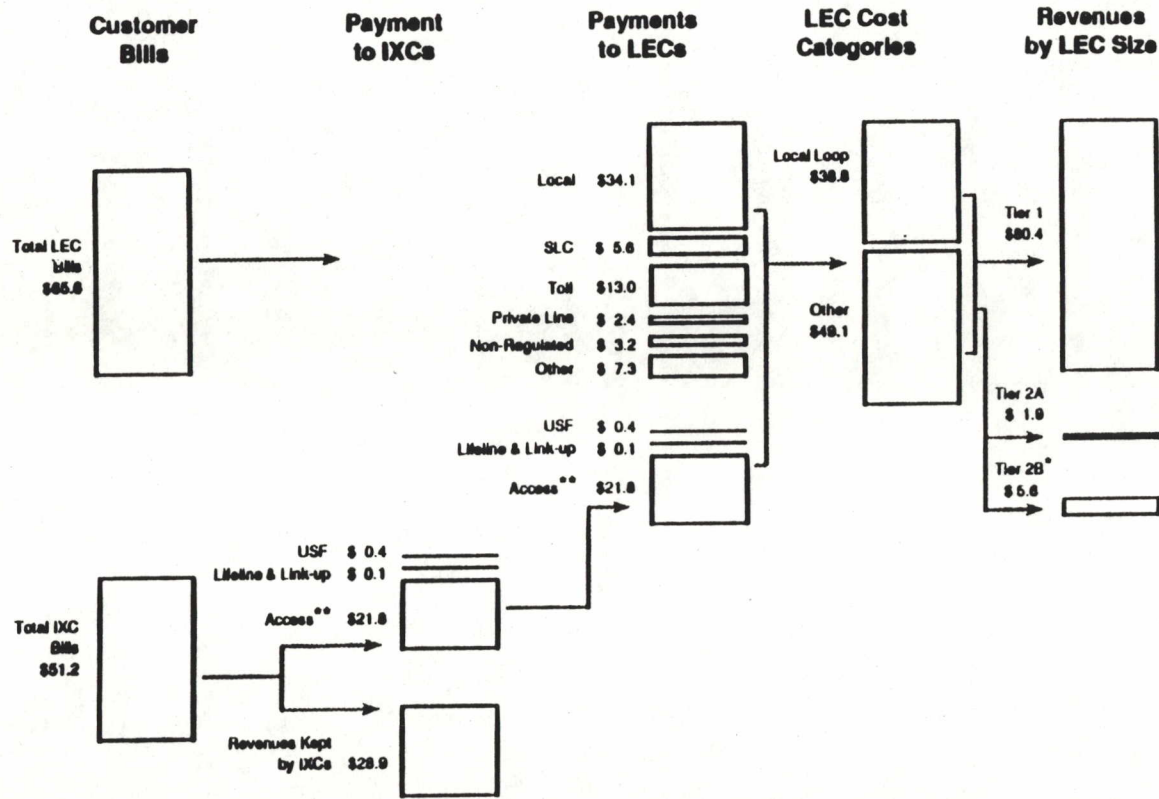 Customer
Bills
Payment
to IXCs
Payments
to LECs
LEC Cost
Categories
Revenues
by LEC Size
Total LEC
Bills
$65.6
Local $34.1
SLC $ 5.6
Toll $13.0
Private Line $ 2.4
Non-Regulated $ 3.2
Other $ 7.3
USF $ 0.4
Lifeline & Link-up $ 0.1
Access** $21.8
Local Loop
$38.8
Other
$49.1
Tier 1
$80.4
Tier 2A
$ 1.9
Tier 2B*
$ 5.6
Total IXC
Bills
$51.2
USF $ 0.4
Lifeline & Link-up $ 0.1
Access** $21.8
Revenues Kept
by IXCs $28.9